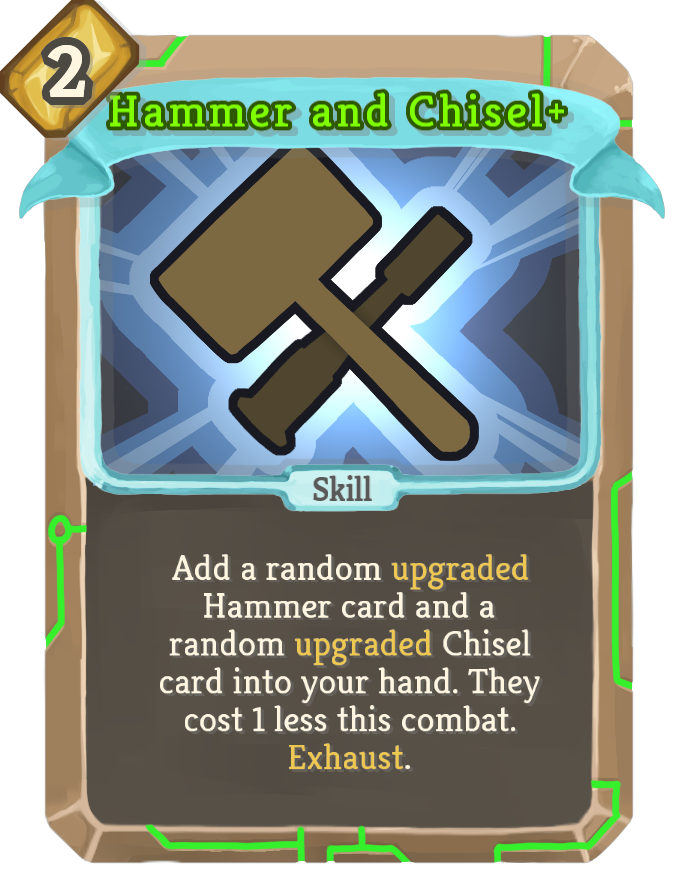 2
Hammer and Chisel+
Skill
Add a random upgraded
Hammer card and a
random upgraded Chisel
card into your hand. They
cost 1 less this combat.
Exhaust.